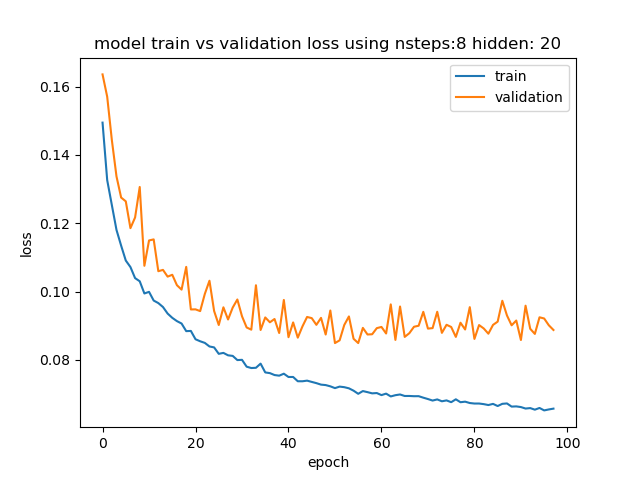 model train vs validation loss using nsteps:8 hidden: 20
train
validation
0.16
0.14
0.12
0.10
0.08
loss
0 20 40 60 80 100
epoch